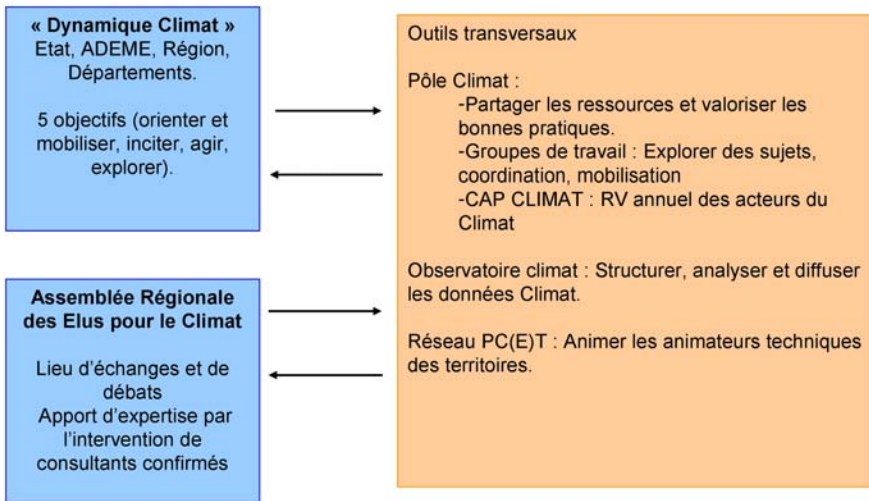 « Dynamique Climat »
Etat, ADEME, Région,
Départements.
5 objectifs (orienter et
mobiliser, inciter, agir,
explorer).
Assemblée Régionale
des Elus pour le Climat
Lieu d’échanges et de
débats
Apport d’expertise par
l’intervention de
consultants confirmés
Outils transversaux
Pôle Climat :
-Partager les ressources et valoriser les
bonnes pratiques.
-Groupes de travail : Explorer des sujets,
coordination, mobilisation
-CAP CLIMAT : RV annuel des acteurs du
Climat
Observatoire climat : Structurer, analyser et diffuser
les données Climat.
Réseau PC(E)T : Animer les animateurs techniques
des territoires.